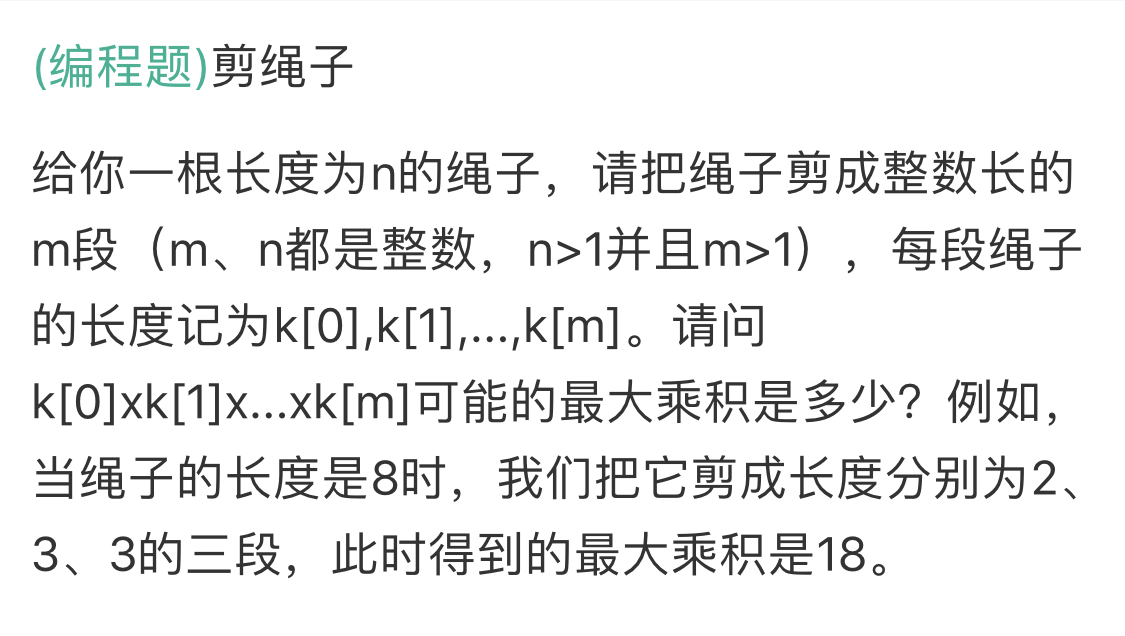 (编程题)剪绳子
给你一根长度为n的绳子，请把绳子剪成整数长的
m段（m、n都是整数，n>1并且m>1），每段绳子
的长度记为k[0],k[1],...,k[m]。请问
k[0]xk[1]x...xk[m]可能的最大乘积是多少？例如，
当绳子的长度是8时，我们把它剪成长度分别为2、
3、3的三段，此时得到的最大乘积是18。